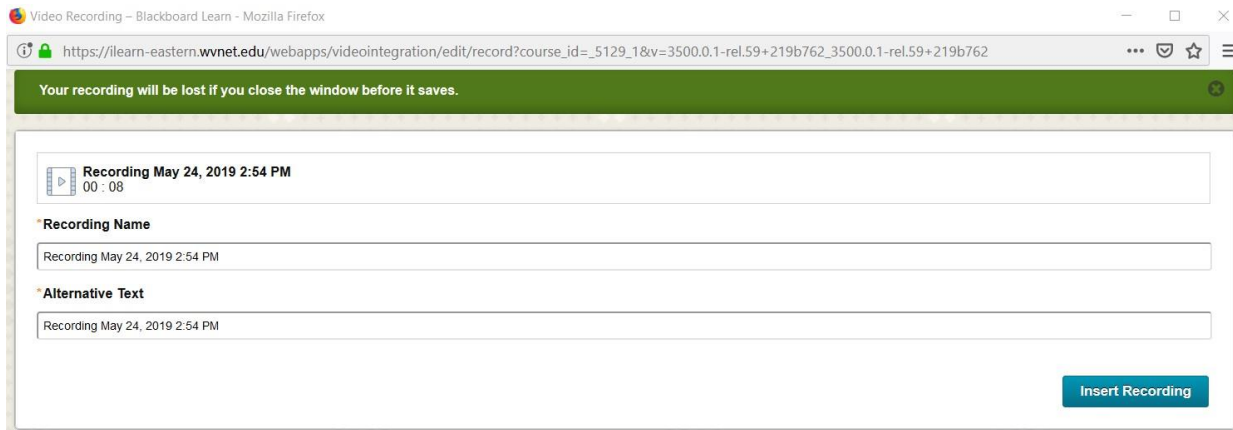 Video Recording – Blackboard Learn - Mozilla Firefox
https://ilearn-eastern.wvnet.edu/webapps/videointegration/edit/record?course_id=_5129_1&v=3500.0.1-rel.59+219b762_3500.0.1-rel.59+219b762
Your recording will be lost if you close the window before it saves.
Recording May 24, 2019 2:54 PM
00 : 08
*Recording Name
Recording May 24, 2019 2:54 PM
*Alternative Text
Recording May 24, 2019 2:54 PM
Insert Recording